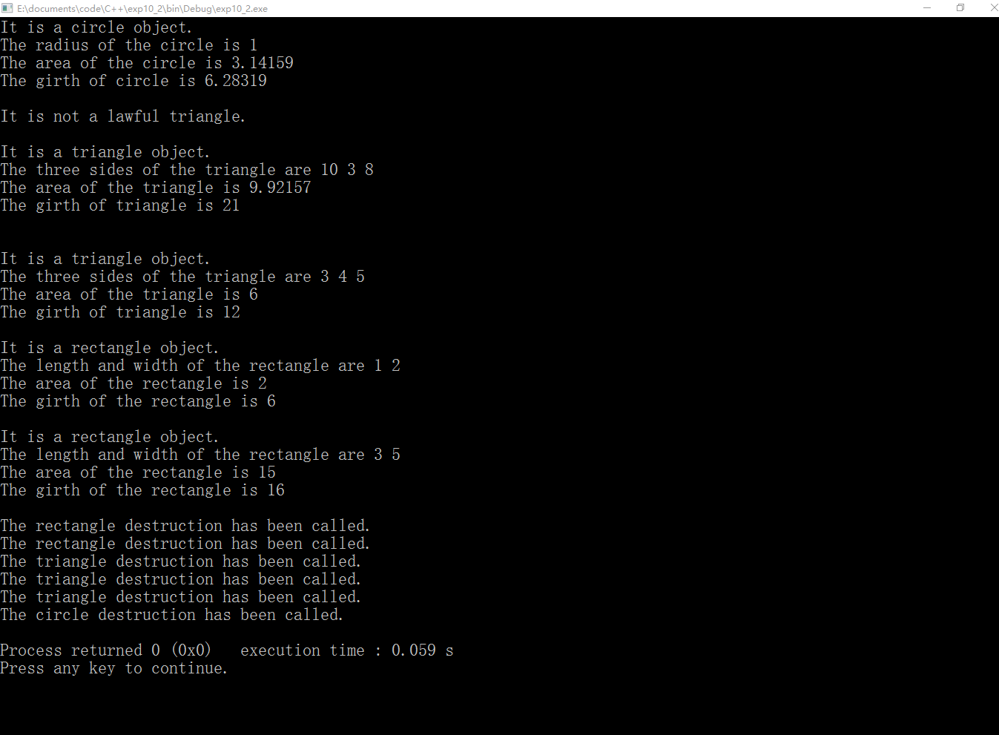 E:\documents\code\C++\exp10_2\bin\Debug\exp10_2.exe
It is a circle object.
The radius of the circle is 1
The area of the circle is 3.14159
The girth of circle is 6.28319
It is not a lawful triangle.
It is a triangle object.
The three sides of the triangle are 10 3 8
The area of the triangle is 9.92157
The girth of triangle is 21
It is a triangle object.
The three sides of the triangle are 3 4 5
The area of the triangle is 6
The girth of triangle is 12
It is a rectangle object.
The length and width of the rectangle are 1 2
The area of the rectangle is 2
The girth of the rectangle is 6
It is a rectangle object.
The length and width of the rectangle are 3 5
The area of the rectangle is 15
The girth of the rectangle is 16
The rectangle destruction has been called.
The rectangle destruction has been called.
The triangle destruction has been called.
The triangle destruction has been called.
The triangle destruction has been called.
The circle destruction has been called.
Process returned 0 (0x0)   execution time : 0.059 s
Press any key to continue.